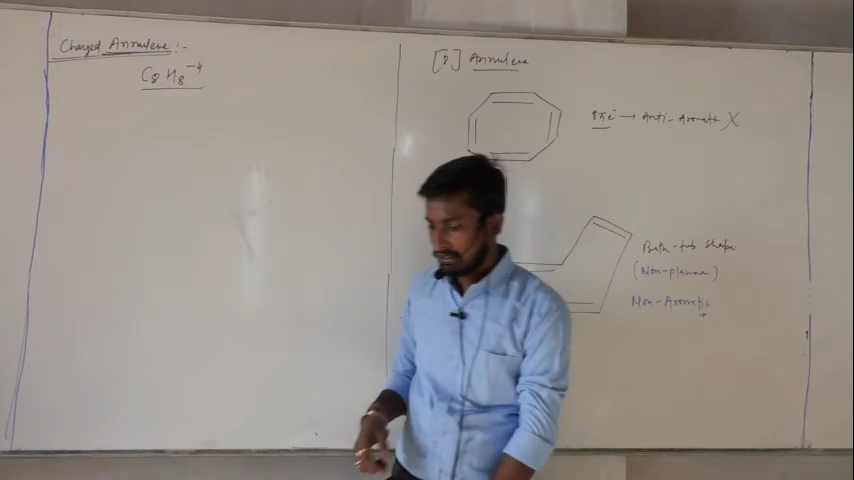 Charged Annulene :-
C8 H8 -4
[8] Annulene
8πe- → Anti-Aromatic X
Bath-tub shape
(Non-planar)
Non-Aromatic